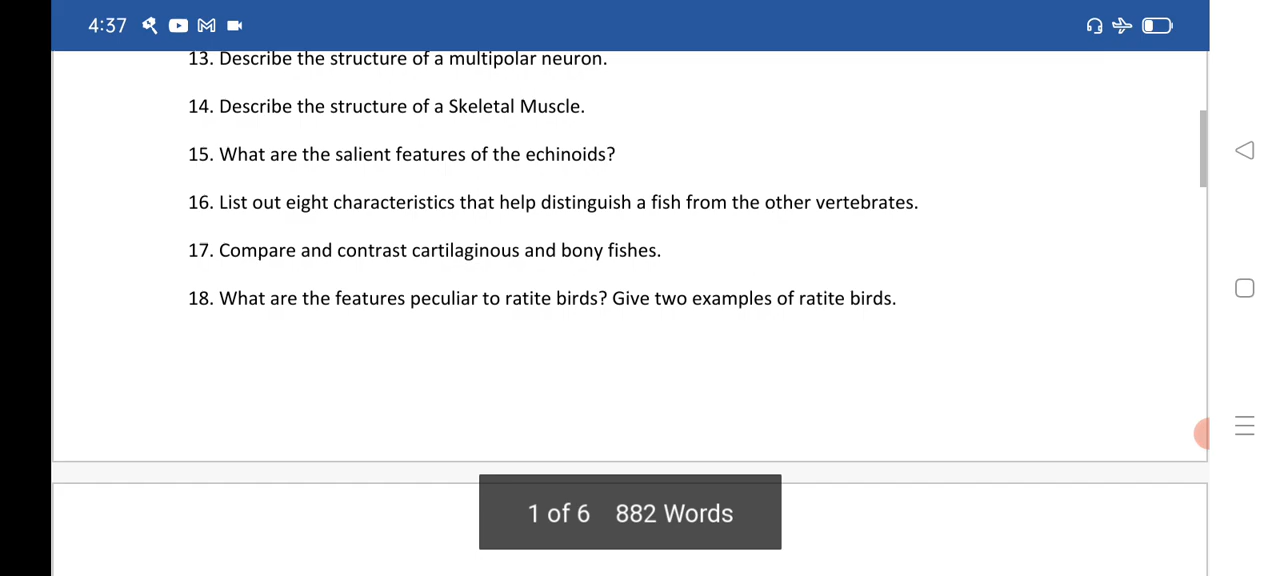 4:37
13. Describe the structure of a multipolar neuron.
14. Describe the structure of a Skeletal Muscle.
15. What are the salient features of the echinoids?
16. List out eight characteristics that help distinguish a fish from the other vertebrates.
17. Compare and contrast cartilaginous and bony fishes.
18. What are the features peculiar to ratite birds? Give two examples of ratite birds.
1 of 6 882 Words